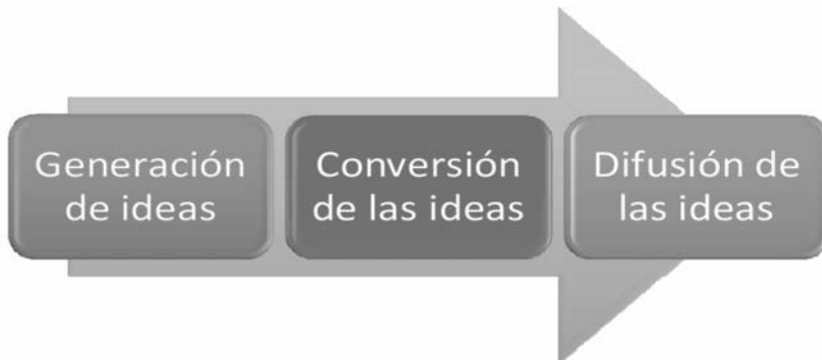 Generación
de ideas
Conversión
de las ideas
Difusión de
las ideas